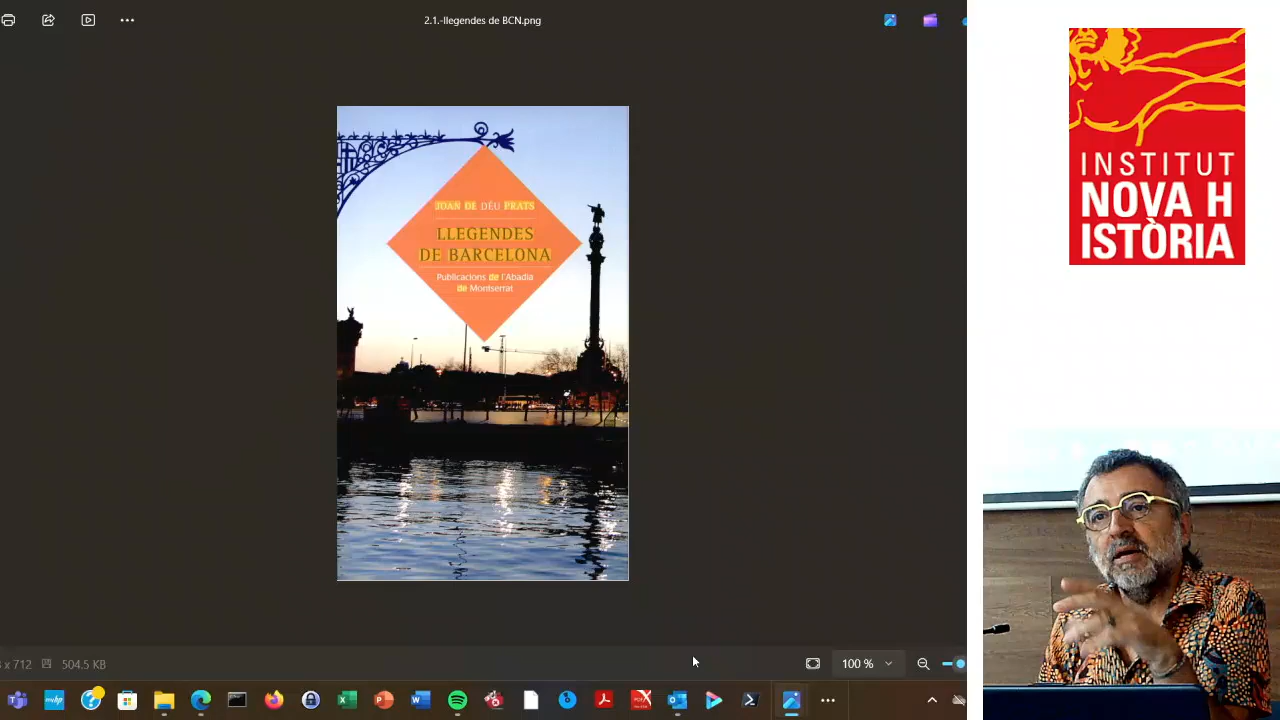 2.1.-llegendes de BCN.png
JOAN DE DÉU PRATS
LLEGENDES
DE BARCELONA
Publicacions de l'Abadia
de Montserrat
INSTITUT
NOVA H
ISTÒRIA
x 712
504.5 KB
100 %